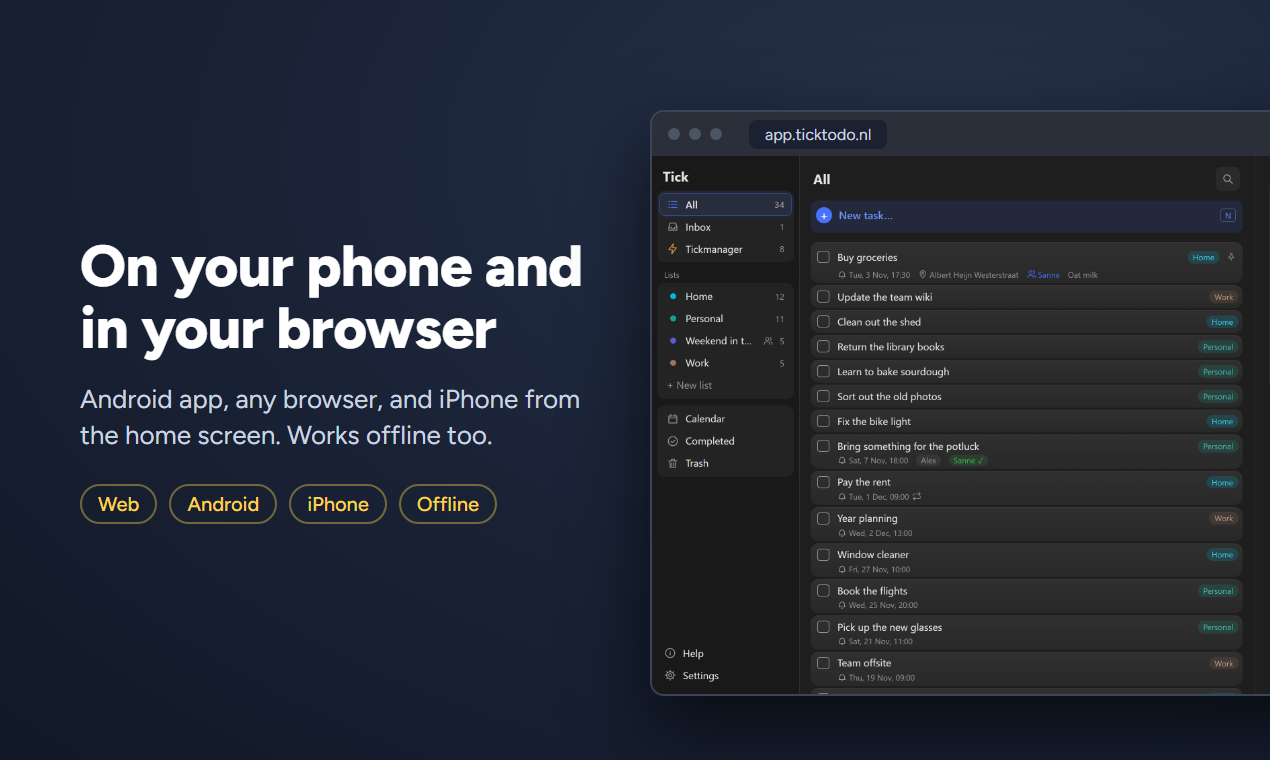 On your phone and
in your browser
Android app, any browser, and iPhone from
the home screen. Works offline too.
Web Android iPhone Offline
app.ticktodo.nl
Tick
All 34
Inbox 1
Tickmanager 8
Lists
Home 12
Personal 11
Weekend in t... 5
Work 5
+ New list
Calendar
Completed
Trash
Help
Settings
All
+ New task... N
Buy groceries Home
Tue, 3 Nov, 17:30 Albert Heijn Westerstraat Sanne Oat milk
Update the team wiki Work
Clean out the shed Home
Return the library books Personal
Learn to bake sourdough Personal
Sort out the old photos Personal
Fix the bike light Home
Bring something for the potluck Personal
Sat, 7 Nov, 18:00 Alex Sanne ✓
Pay the rent Home
Tue, 1 Dec, 09:00
Year planning Work
Wed, 2 Dec, 13:00
Window cleaner Home
Fri, 27 Nov, 10:00
Book the flights Personal
Wed, 25 Nov, 20:00
Pick up the new glasses Personal
Sat, 21 Nov, 11:00
Team offsite Work
Thu, 19 Nov, 09:00